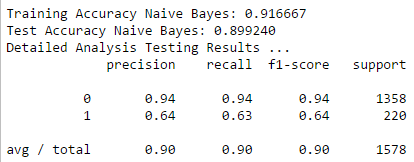 Training Accuracy Naive Bayes: 0.916667
Test Accuracy Naive Bayes: 0.899240
Detailed Analysis Testing Results ...
precision recall f1-score support
0 0.94 0.94 0.94 1358
1 0.64 0.63 0.64 220
avg / total 0.90 0.90 0.90 1578